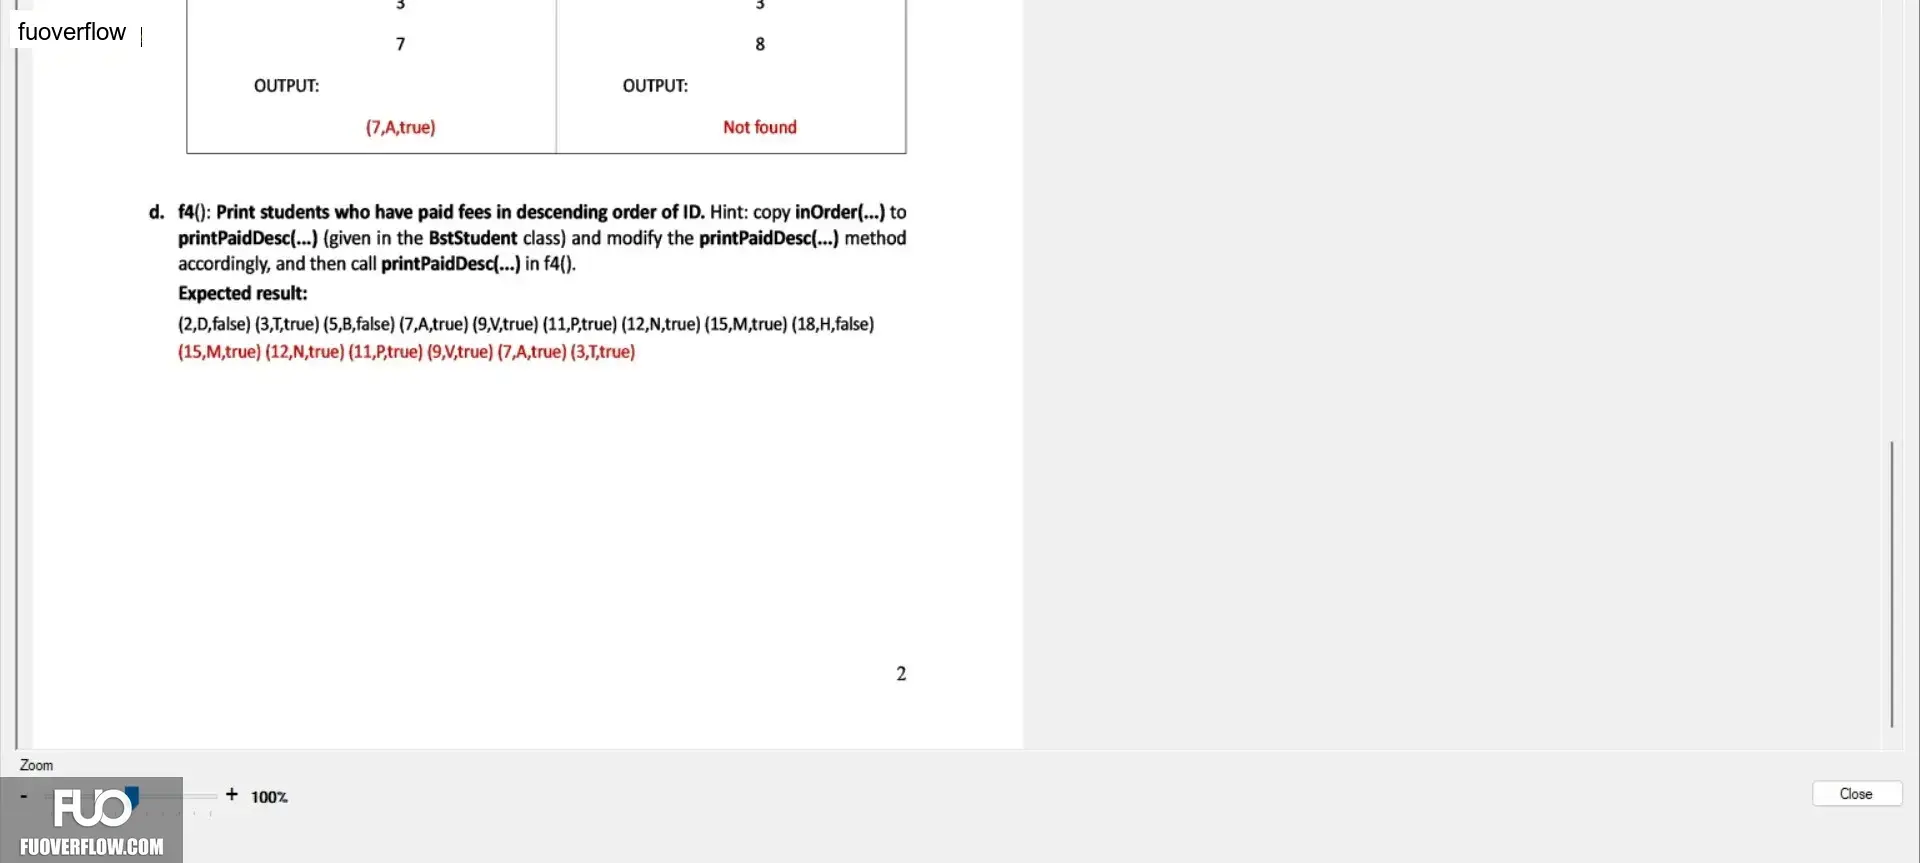 3 3
fuoverflow
7 8
OUTPUT: OUTPUT:
(7,A,true) Not found
d. f4(): Print students who have paid fees in descending order of ID. Hint: copy inOrder(...) to
printPaidDesc(...) (given in the BstStudent class) and modify the printPaidDesc(...) method
accordingly, and then call printPaidDesc(...) in f4().
Expected result:
(2,D,false) (3,T,true) (5,B,false) (7,A,true) (9,V,true) (11,P,true) (12,N,true) (15,M,true) (18,H,false)
(15,M,true) (12,N,true) (11,P,true) (9,V,true) (7,A,true) (3,T,true)
2
Zoom
- + 100%
Close
FUO
FUOVERFLOW.COM